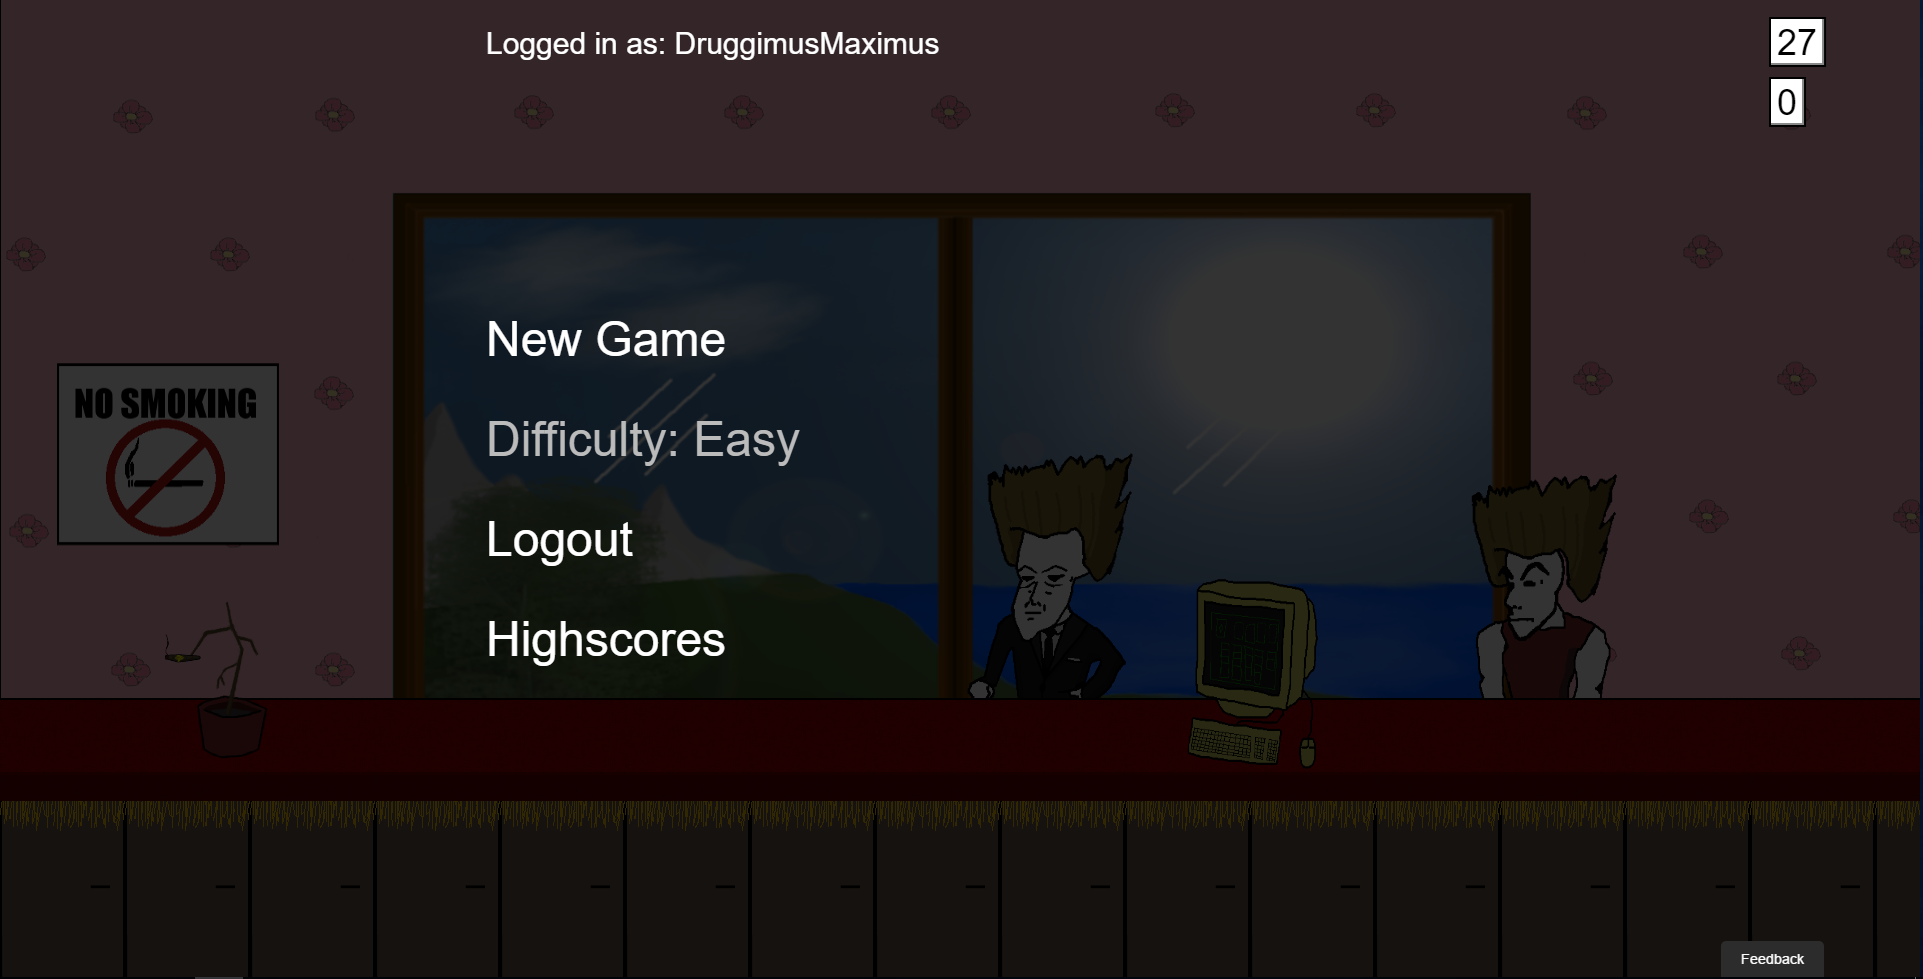 Logged in as: DruggimusMaximus
27
0
New Game
NO SMOKING
Difficulty: Easy
Logout
Highscores
Feedback